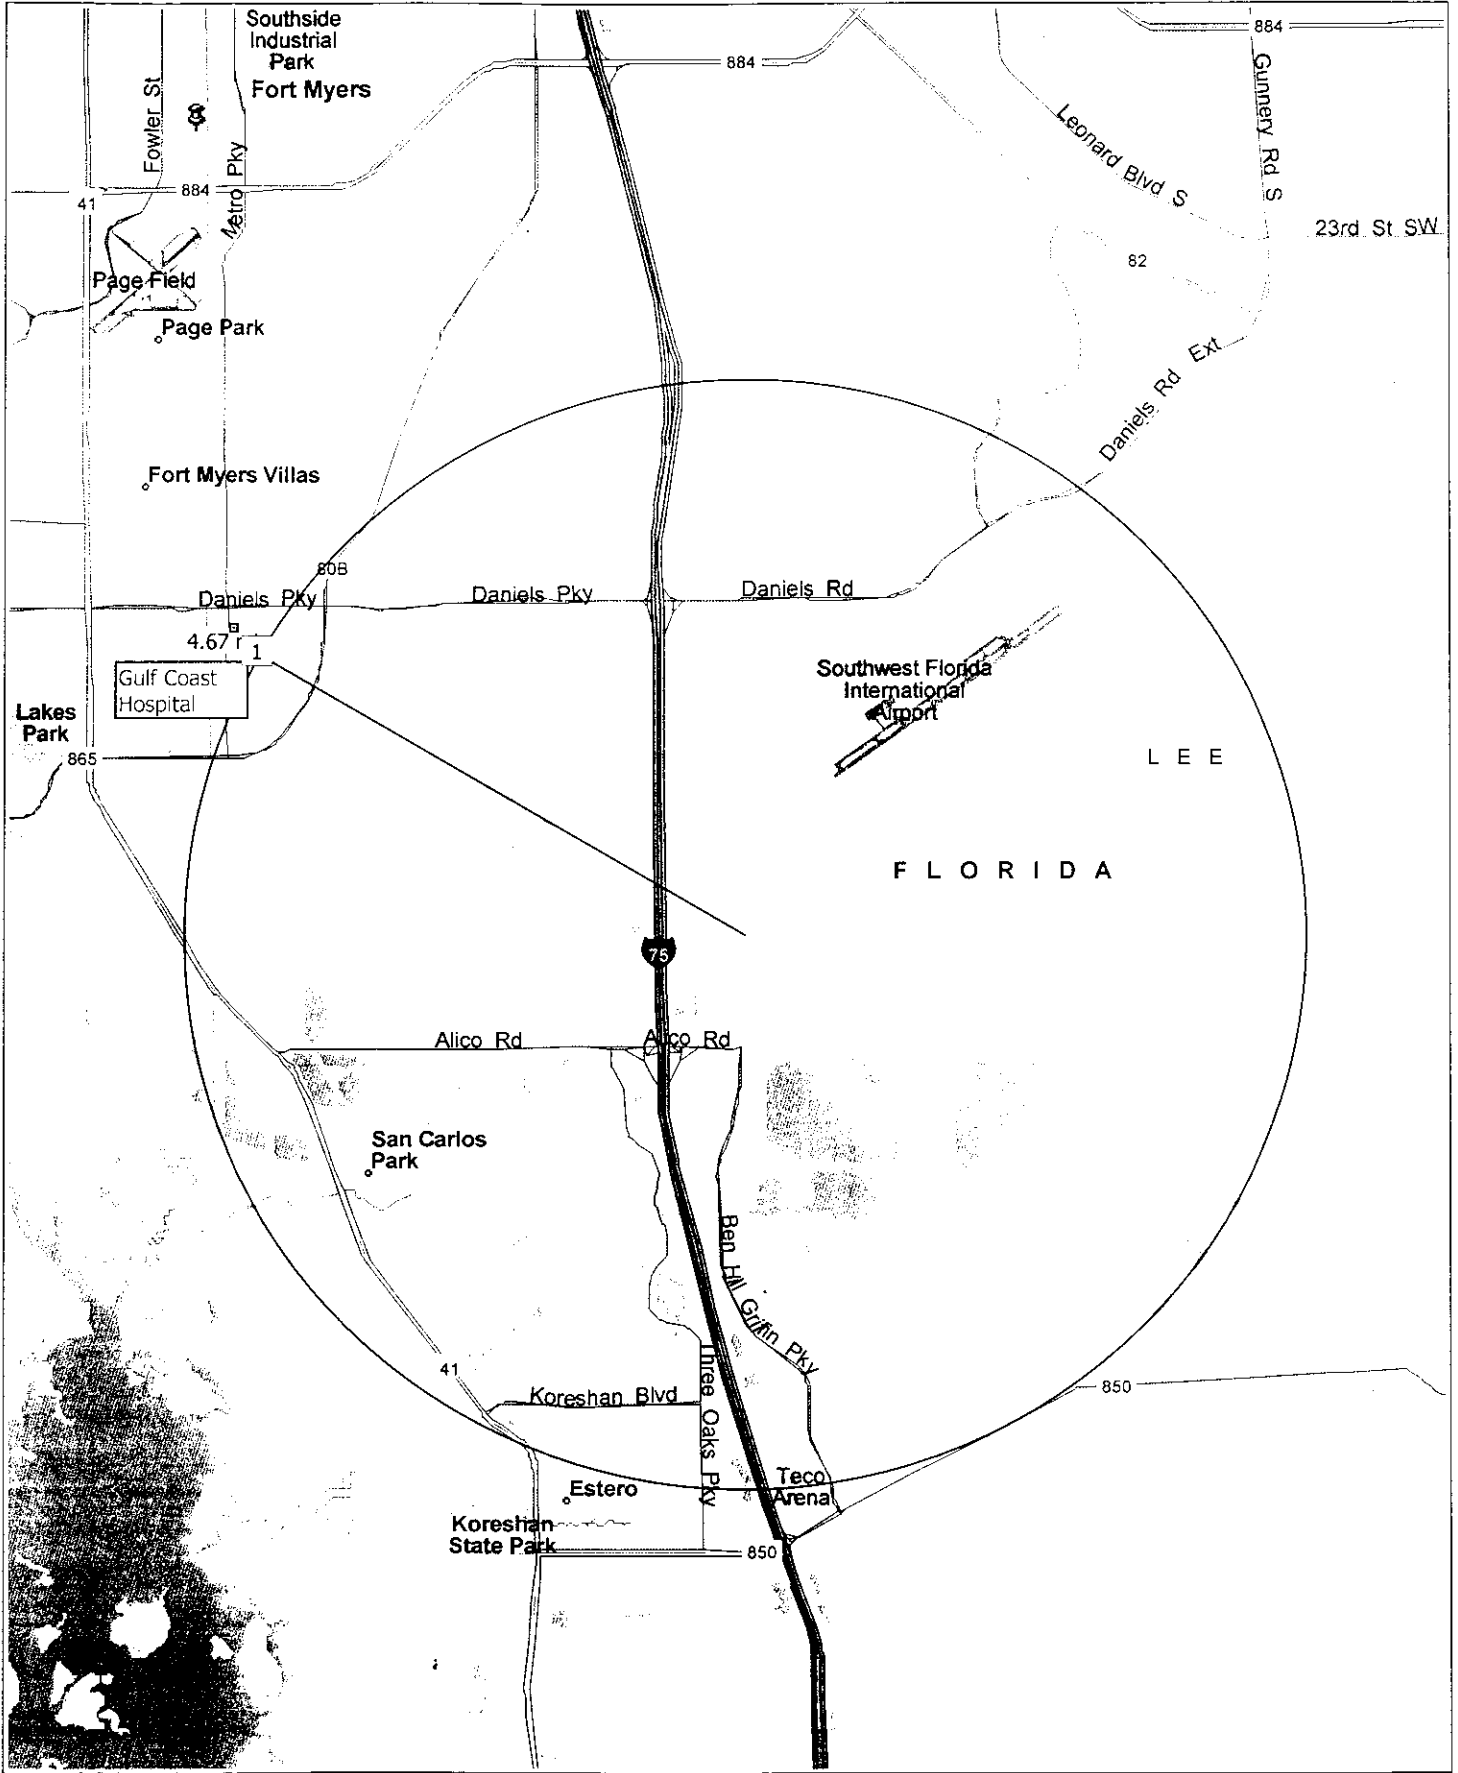 Southside
Industrial
Park
Fort Myers
884
884
Fowler St
Metro Pky
Gunnery Rd S
Leonard Blvd S
884
41
23rd St SW
82
Page Field
Page Park
Daniels Rd Ext
Fort Myers Villas
80B
Daniels Pky
Daniels Pky
Daniels Rd
4.67 r
1
Gulf Coast
Hospital
Southwest Florida
International
Airport
Lakes
Park
865
LEE
FLORIDA
75
Alico Rd
Alico Rd
San Carlos
Park
Ben Hill Griffin Pky
41
Three Oaks Pky
850
Koreshan Blvd
Teco
Arena
Estero
Koreshan
State Park
850